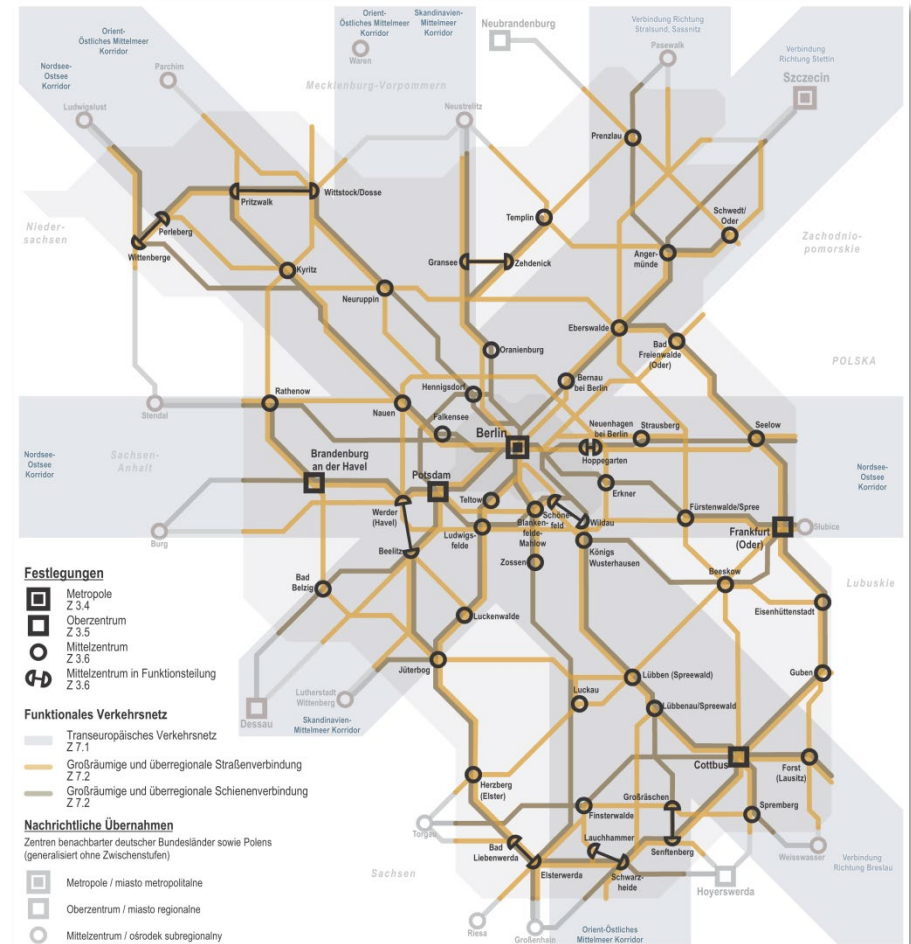 Orient-
Östliches Mittelmeer
Korridor
Skandinavien-
Mittelmeer
Korridor
Neubrandenburg
Verbindung Richtung
Stralsund, Sassnitz
Orient-
Östliches Mittelmeer
Korridor
Waren
Pasewalk
Verbindung
Richtung Stettin
Nordsee-
Ostsee
Korridor
Parchim
Szczecin
Mecklenburg-Vorpommern
Ludwigslust
Neustrelitz
Prenzlau
Pritzwalk
Wittstock/Dosse
Schwedt/
Oder
Templin
Perleberg
Nieder-
sachsen
Zachodnio-
pomorskie
Wittenberge
Gransee
Zehdenick
Anger-
münde
Kyritz
Neuruppin
Eberswalde
Oranienburg
Bad
Freienwalde
(Oder)
POLSKA
Bernau
bei Berlin
Hennigsdorf
Rathenow
Stendal
Nauen
Falkensee
Neuenhagen
bei Berlin
Strausberg
Seelow
Berlin
Nordsee-
Ostsee
Korridor
Sachsen-
Anhalt
Brandenburg
an der Havel
Hoppegarten
Nordsee-
Ostsee
Korridor
Potsdam
Erkner
Teltow
Werder
(Havel)
Schöne-
feld
Wildau
Fürstenwalde/Spree
Frankfurt
(Oder)
Słubice
Burg
Ludwigs-
felde
Blanken-
felde-
Mahlow
Königs
Wusterhausen
Beelitz
Zossen
Beeskow
Lubuskie
Bad
Belzig
Eisenhüttenstadt
Luckenwalde
Jüterbog
Guben
Lübben (Spreewald)
Lutherstadt
Wittenberg
Luckau
Lübbenau/Spreewald
Dessau
Skandinavien-
Mittelmeer Korridor
Cottbus
Forst
(Lausitz)
Herzberg
(Elster)
Großräschen
Finsterwalde
Spremberg
Torgau
Lauchhammer
Bad
Liebenwerda
Senftenberg
Weisswasser
Verbindung
Richtung Breslau
Elsterwerda
Schwarz-
heide
Sachsen
Hoyerswerda
Riesa
Großenhain
Orient-Östliches
Mittelmeer Korridor
Festlegungen
Metropole
Z 3.4
Oberzentrum
Z 3.5
Mittelzentrum
Z 3.6
Mittelzentrum in Funktionsteilung
Z 3.6
Funktionales Verkehrsnetz
Transeuropäisches Verkehrsnetz
Z 7.1
Großräumige und überregionale Straßenverbindung
Z 7.2
Großräumige und überregionale Schienenverbindung
Z 7.2
Nachrichtliche Übernahmen
Zentren benachbarter deutscher Bundesländer sowie Polens
(generalisiert ohne Zwischenstufen)
Metropole / miasto metropolitalne
Oberzentrum / miasto regionalne
Mittelzentrum / ośrodek subregionalny